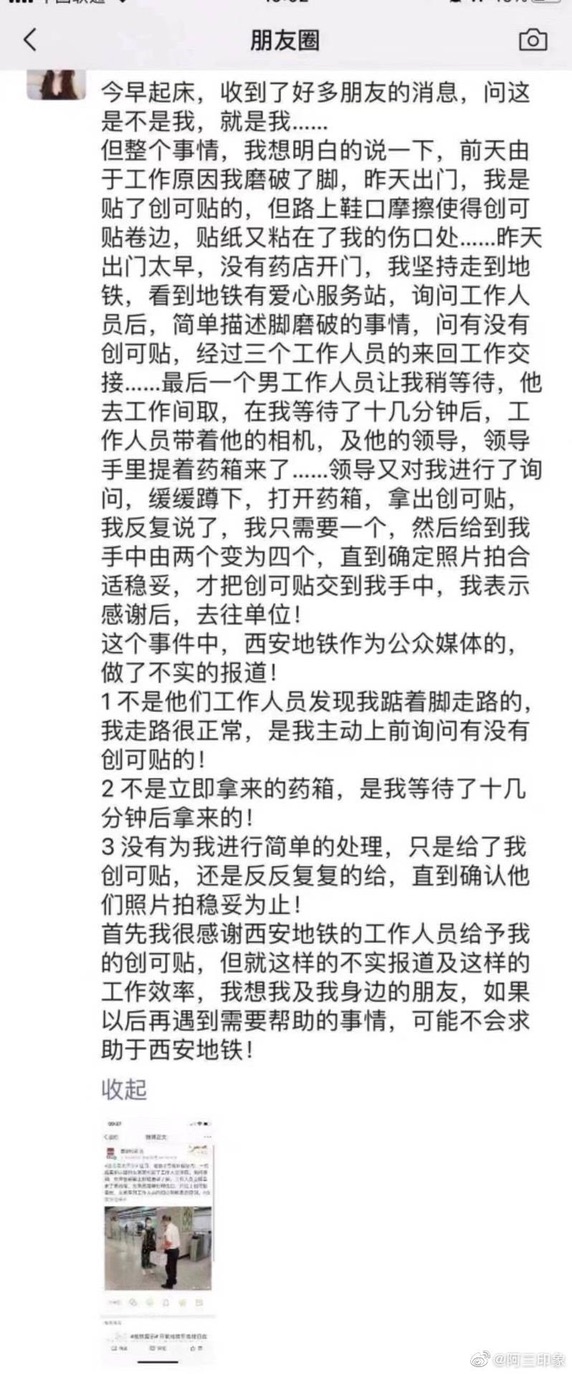 朋友圈
今早起床，收到了好多朋友的消息，问这
是不是我，就是我......
但整个事情，我想明白的说一下，前天由
于工作原因我磨破了脚，昨天出门，我是
贴了创可贴的，但路上鞋口摩擦使得创可
贴卷边，贴纸又粘在了我的伤口处......昨天
出门太早，没有药店开门，我坚持走到地
铁，看到地铁有爱心服务站，询问工作人
员后，简单描述脚磨破的事情，问有没有
创可贴，经过三个工作人员的来回工作交
接......最后一个男工作人员让我稍等待，他
去工作间取，在我等待了十几分钟后，工
作人员带着他的相机，及他的领导，领导
手里提着药箱来了......领导又对我进行了询
问，缓缓蹲下，打开药箱，拿出创可贴，
我反复说了，我只需要一个，然后给到我
手中由两个变为四个，直到确定照片拍合
适稳妥，才把创可贴交到我手中，我表示
感谢后，去往单位！
这个事件中，西安地铁作为公众媒体的，
做了不实的报道！
1 不是他们工作人员发现我踮着脚走路的，
我走路很正常，是我主动上前询问有没有
创可贴的！
2 不是立即拿来的药箱，是我等待了十几
分钟后拿来的！
3 没有为我进行简单的处理，只是给了我
创可贴，还是反反复复的给，直到确认他
们照片拍稳妥为止！
首先我很感谢西安地铁的工作人员给予我
的创可贴，但就这样的不实报道及这样的
工作效率，我想我及我身边的朋友，如果
以后再遇到需要帮助的事情，可能不会求
助于西安地铁！
收起
@阿三印象